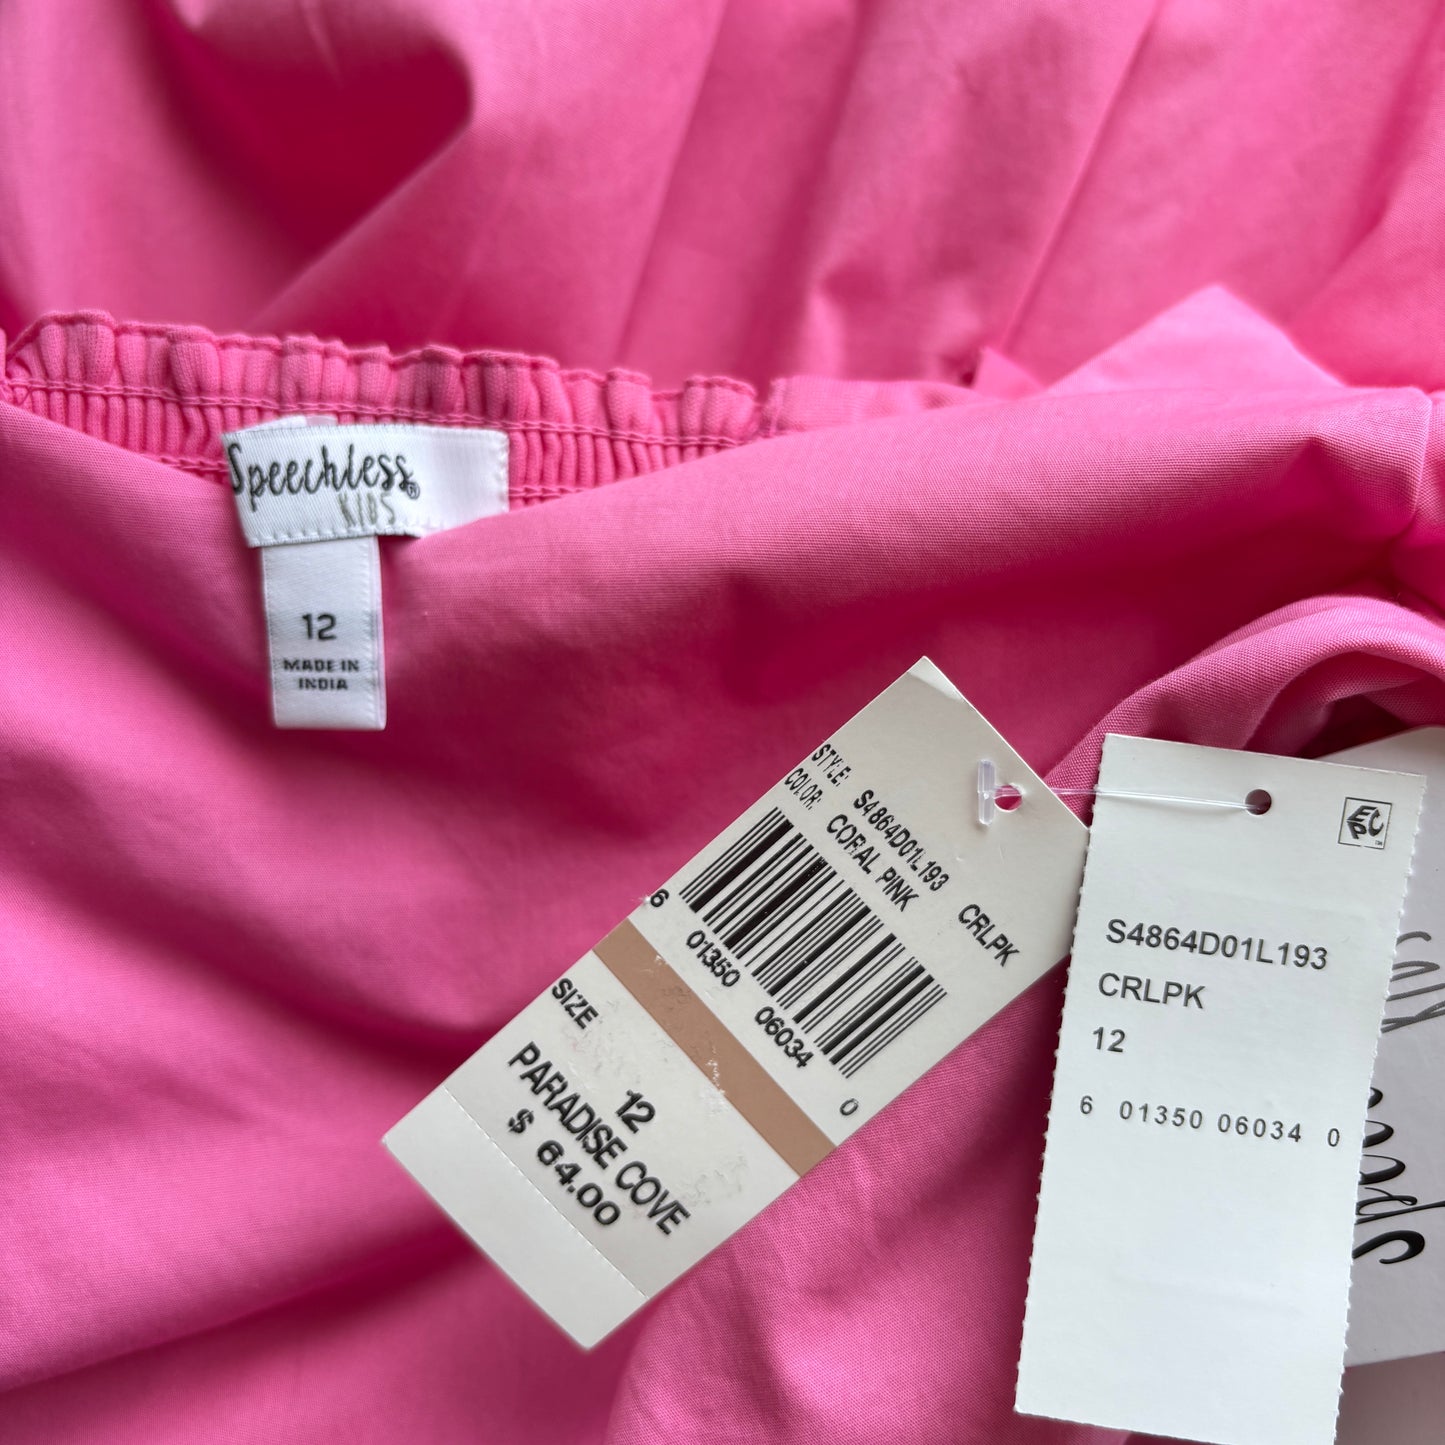 Speechless®
KIDS
12
MADE IN
INDIA
STYLE: S4864D01L193 CRLPK
COLOR: CORAL PINK
6 01350 06034 0
SIZE
12
PARADISE COVE
$ 64.00
S4864D01L193
CRLPK
12
6 01350 06034 0